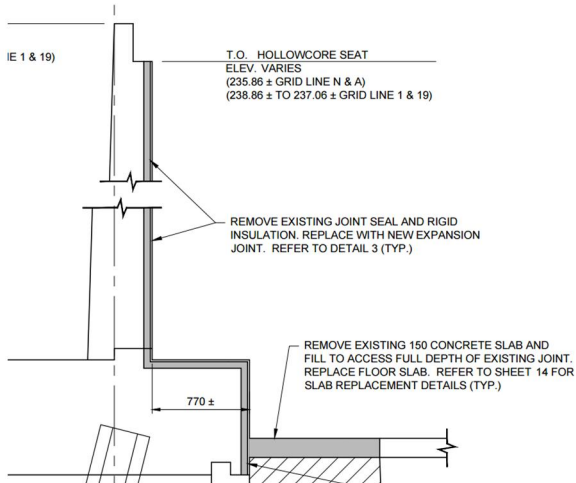 IE 1 & 19)
T.O. HOLLOWCORE SEAT
ELEV. VARIES
(235.86 ± GRID LINE N & A)
(238.86 ± TO 237.06 ± GRID LINE 1 & 19)
REMOVE EXISTING JOINT SEAL AND RIGID
INSULATION. REPLACE WITH NEW EXPANSION
JOINT. REFER TO DETAIL 3 (TYP.)
REMOVE EXISTING 150 CONCRETE SLAB AND
FILL TO ACCESS FULL DEPTH OF EXISTING JOINT.
REPLACE FLOOR SLAB. REFER TO SHEET 14 FOR
SLAB REPLACEMENT DETAILS (TYP.)
770 ±